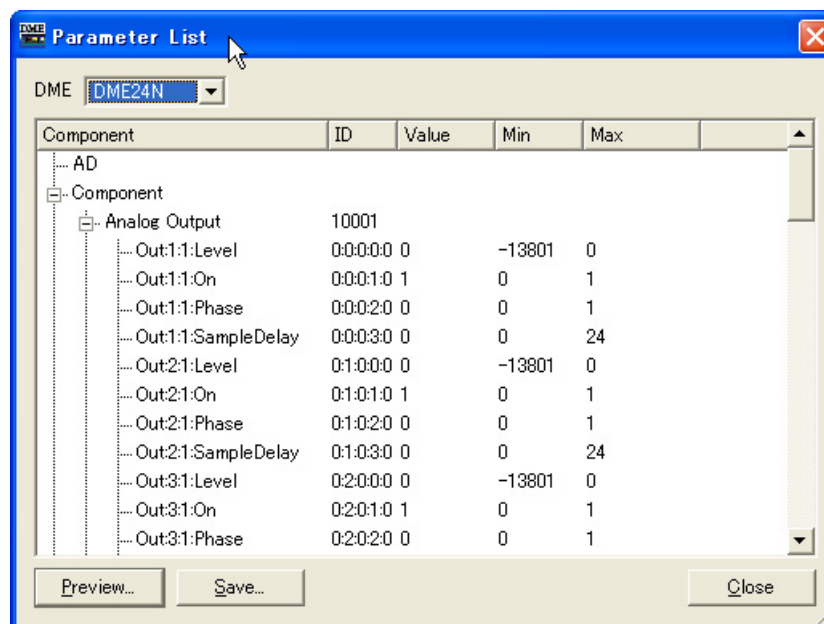 DME Parameter List
DME DME24N
Component ID Value Min Max
AD
Component
Analog Output 10001
Out:1:1:Level 0:0:0:0:0 0 -13801 0
Out:1:1:On 0:0:0:1:0 1 0 1
Out:1:1:Phase 0:0:0:2:0 0 0 1
Out:1:1:SampleDelay 0:0:0:3:0 0 0 24
Out:2:1:Level 0:1:0:0:0 0 -13801 0
Out:2:1:On 0:1:0:1:0 1 0 1
Out:2:1:Phase 0:1:0:2:0 0 0 1
Out:2:1:SampleDelay 0:1:0:3:0 0 0 24
Out:3:1:Level 0:2:0:0:0 0 -13801 0
Out:3:1:On 0:2:0:1:0 1 0 1
Out:3:1:Phase 0:2:0:2:0 0 0 1
Preview... Save... Close